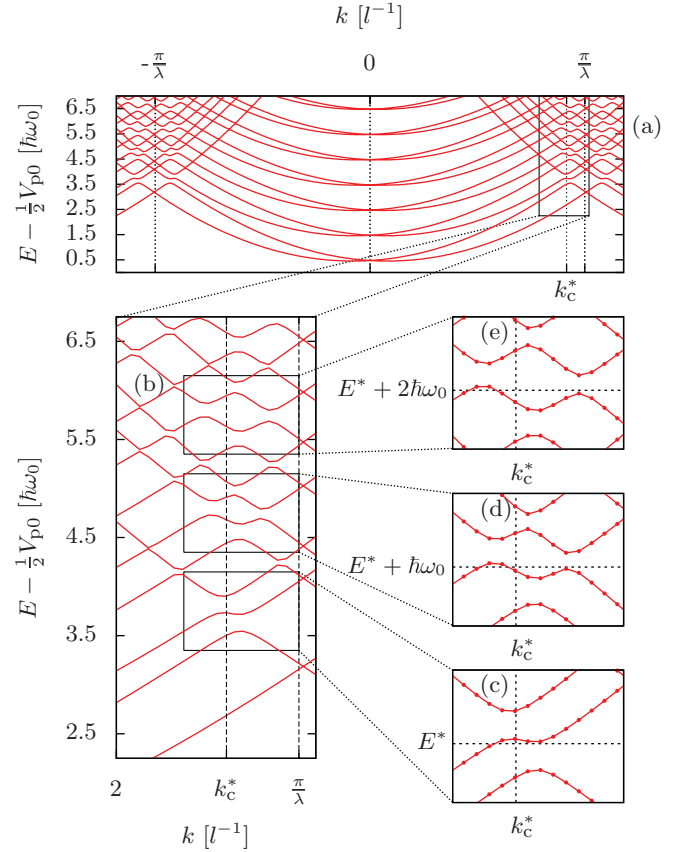 k [l⁻¹]
-π/λ 0 π/λ
E − ½V_p0 [ħω₀]
6.5
5.5
4.5
3.5
2.5
1.5
0.5
(a)
k_c^*
E − ½V_p0 [ħω₀]
6.5
5.5
4.5
3.5
2.5
(b)
2 k_c^* π/λ
k [l⁻¹]
(e)
E* + 2ħω₀
k_c^*
(d)
E* + ħω₀
k_c^*
(c)
E*
k_c^*